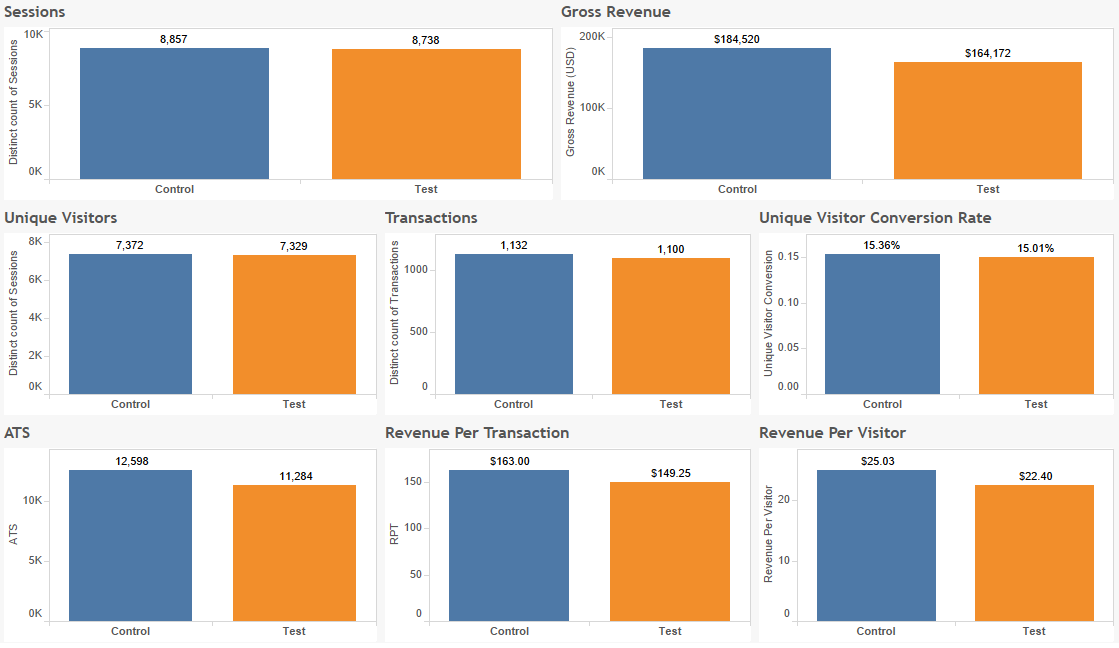 Sessions
Distinct count of Sessions
10K
5K
0K
8,857
8,738
Control
Test
Gross Revenue
Gross Revenue (USD)
200K
100K
0K
$184,520
$164,172
Control
Test
Unique Visitors
Distinct count of Sessions
8K
6K
4K
2K
0K
7,372
7,329
Control
Test
Transactions
Distinct count of Transactions
1000
500
0
1,132
1,100
Control
Test
Unique Visitor Conversion Rate
Unique Visitor Conversion
0.15
0.10
0.05
0.00
15.36%
15.01%
Control
Test
ATS
ATS
10K
5K
0K
12,598
11,284
Control
Test
Revenue Per Transaction
RPT
150
100
50
0
$163.00
$149.25
Control
Test
Revenue Per Visitor
Revenue Per Visitor
20
10
0
$25.03
$22.40
Control
Test